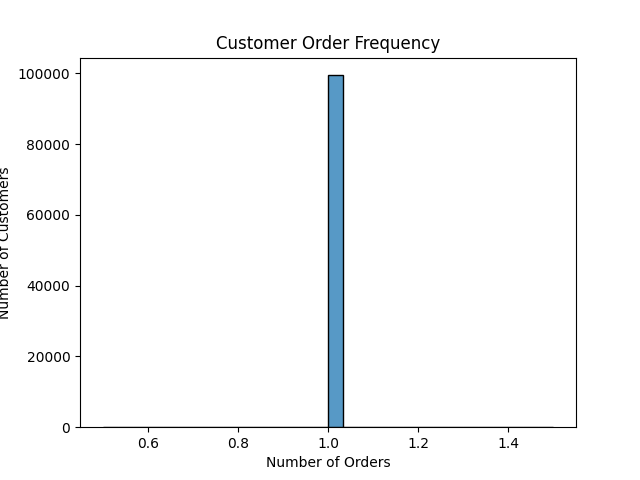 Customer Order Frequency
100000
80000
60000
40000
20000
0
Number of Customers
0.6 0.8 1.0 1.2 1.4
Number of Orders